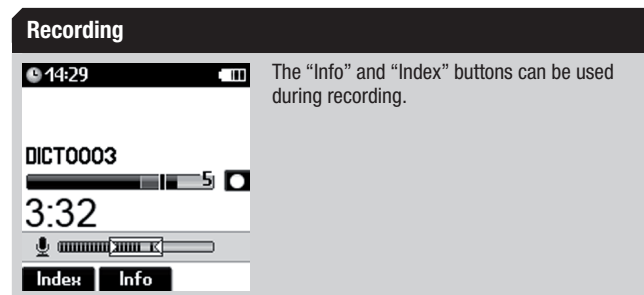 Recording
14:29
The “Info” and “Index” buttons can be used
during recording.
DICT0003
5
3:32
Index Info